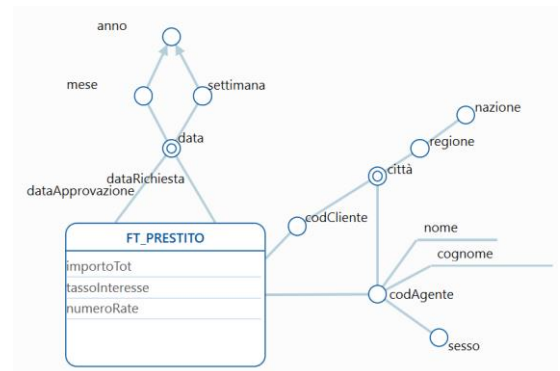 anno
mese
settimana
data
dataRichiesta
dataApprovazione
nazione
regione
città
codCliente
FT_PRESTITO
importoTot
tassoInteresse
numeroRate
nome
cognome
codAgente
sesso